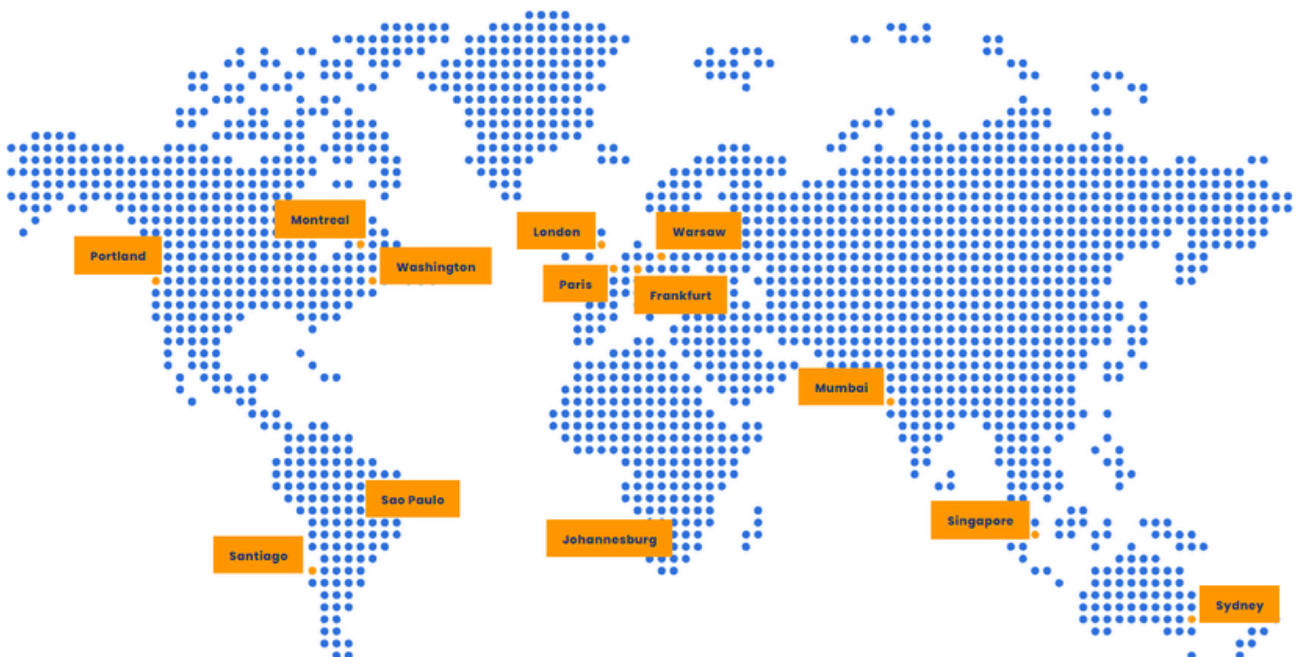 Montreal
London
Warsaw
Portland
Washington
Paris
Frankfurt
Mumbai
Sao Paulo
Singapore
Johannesburg
Santiago
Sydney